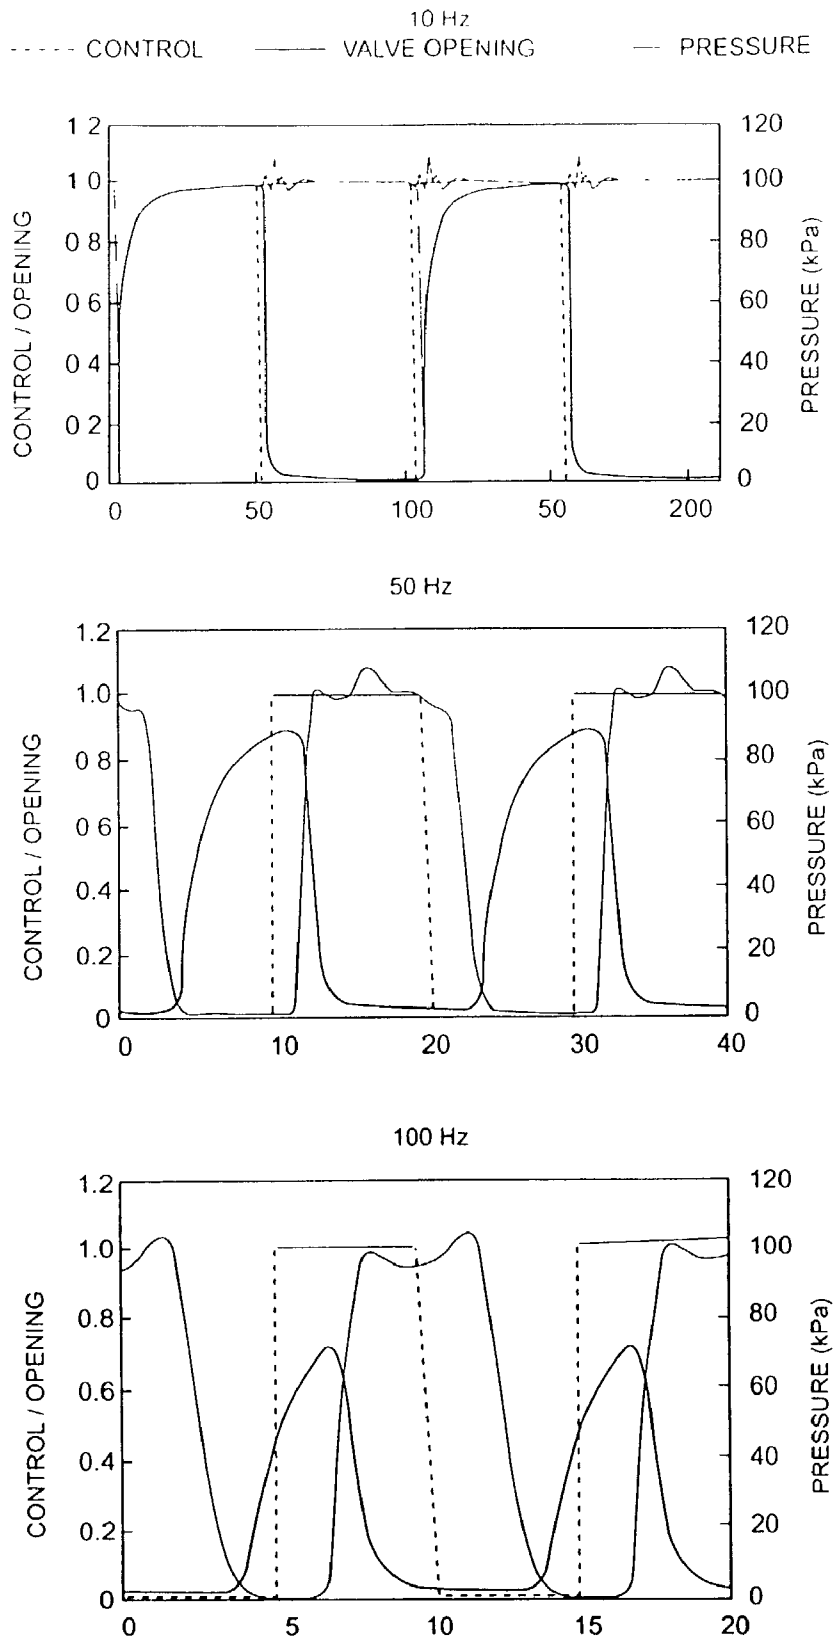 10 Hz
CONTROL VALVE OPENING PRESSURE
1 2 120
1 0 100
0 8 80
0 6 60
0 4 40
0 2 20
0 0
CONTROL / OPENING
PRESSURE (kPa)
0 50 100 50 200
50 Hz
1.2 120
1.0 100
0.8 80
0 6 60
0.4 40
0.2 20
0 0
CONTROL / OPENING
PRESSURE (kPa)
0 10 20 30 40
100 Hz
1.2 120
1.0 100
0.8 80
0.6 60
0.4 40
0.2 20
0 0
CONTROL / OPENING
PRESSURE (kPa)
0 5 10 15 20